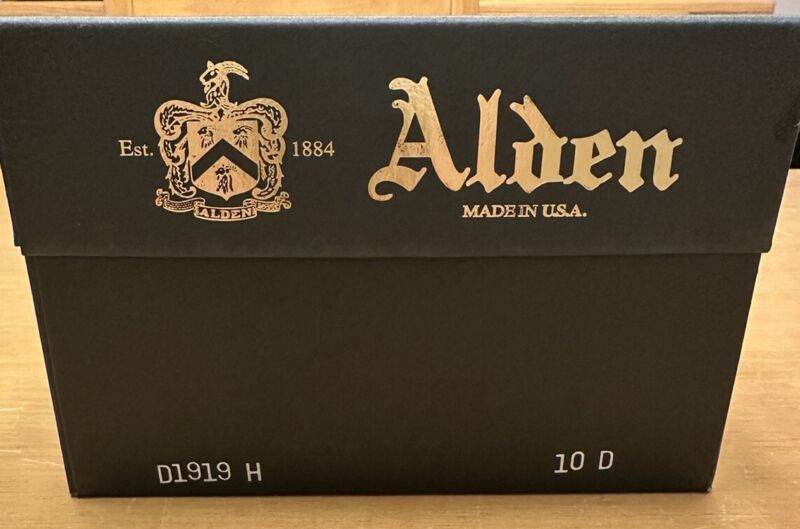 Est. 1884
ALDEN
Alden
MADE IN U.S.A.
D1919 H
10 D